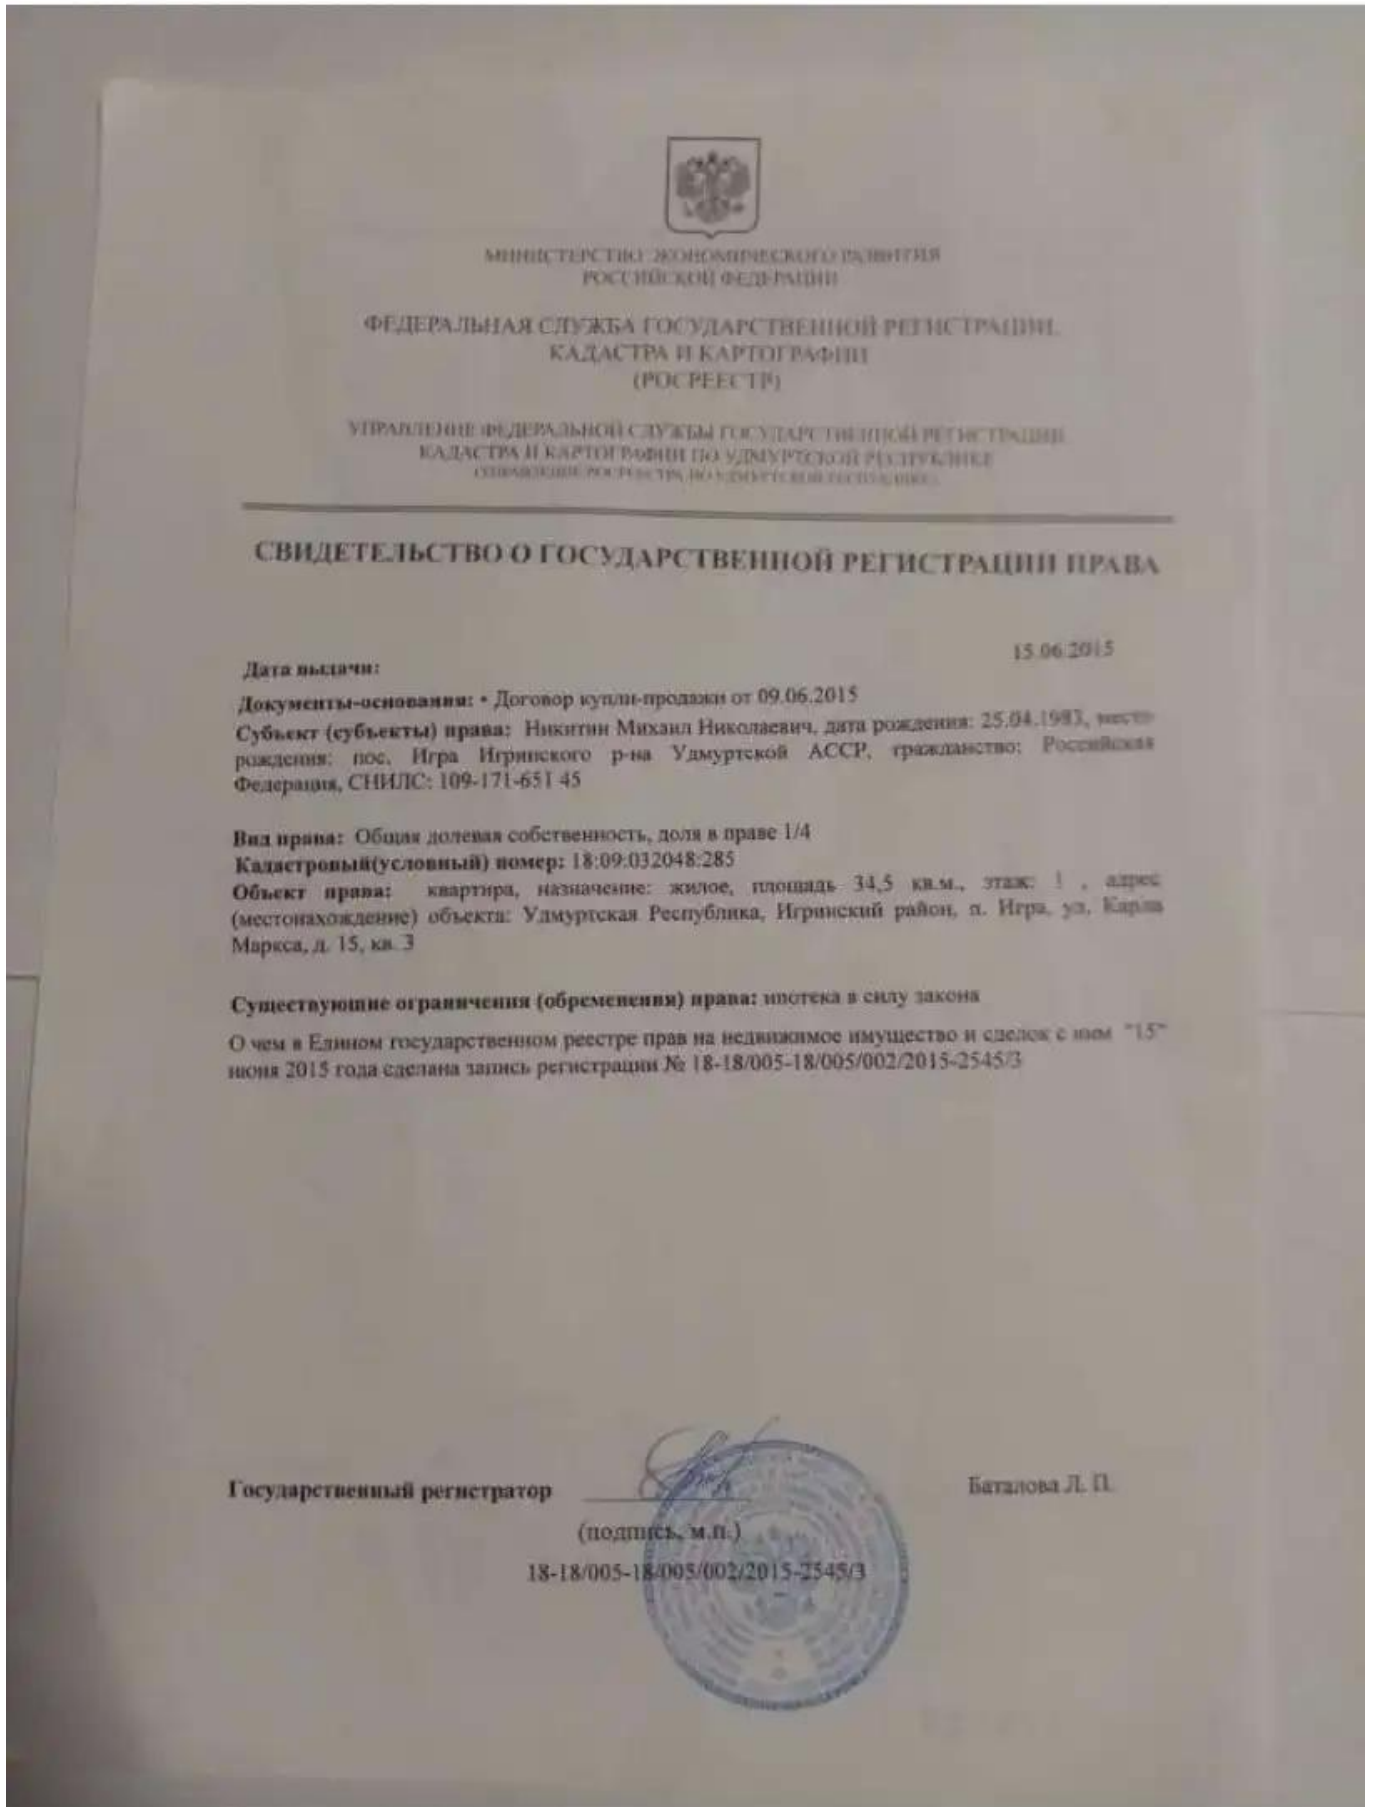 МИНИСТЕРСТВО ЭКОНОМИЧЕСКОГО РАЗВИТИЯ
РОССИЙСКОЙ ФЕДЕРАЦИИ
ФЕДЕРАЛЬНАЯ СЛУЖБА ГОСУДАРСТВЕННОЙ РЕГИСТРАЦИИ,
КАДАСТРА И КАРТОГРАФИИ
(РОСРЕЕСТР)
УПРАВЛЕНИЕ ФЕДЕРАЛЬНОЙ СЛУЖБЫ ГОСУДАРСТВЕННОЙ РЕГИСТРАЦИИ,
КАДАСТРА И КАРТОГРАФИИ ПО УДМУРТСКОЙ РЕСПУБЛИКЕ
(УПРАВЛЕНИЕ РОСРЕЕСТРА ПО УДМУРТСКОЙ РЕСПУБЛИКЕ)
СВИДЕТЕЛЬСТВО О ГОСУДАРСТВЕННОЙ РЕГИСТРАЦИИ ПРАВА
Дата выдачи: 15.06.2015
Документы-основания: • Договор купли-продажи от 09.06.2015
Субъект (субъекты) права: Никитин Михаил Николаевич, дата рождения: 25.04.1983, место
рождения: пос. Игра Игринского р-на Удмуртской АССР, гражданство: Российская
Федерация, СНИЛС: 109-171-651 45
Вид права: Общая долевая собственность, доля в праве 1/4
Кадастровый(условный) номер: 18:09:032048:285
Объект права: квартира, назначение: жилое, площадь 34,5 кв.м., этаж: 1 , адрес
(местонахождение) объекта: Удмуртская Республика, Игринский район, п. Игра, ул. Карла
Маркса, д. 15, кв. 3
Существующие ограничения (обременения) права: ипотека в силу закона
О чем в Едином государственном реестре прав на недвижимое имущество и сделок с ним "15"
июня 2015 года сделана запись регистрации № 18-18/005-18/005/002/2015-2545/3
Государственный регистратор Баталова Л. П.
(подпись, м.п.)
18-18/005-18/005/002/2015-2545/3